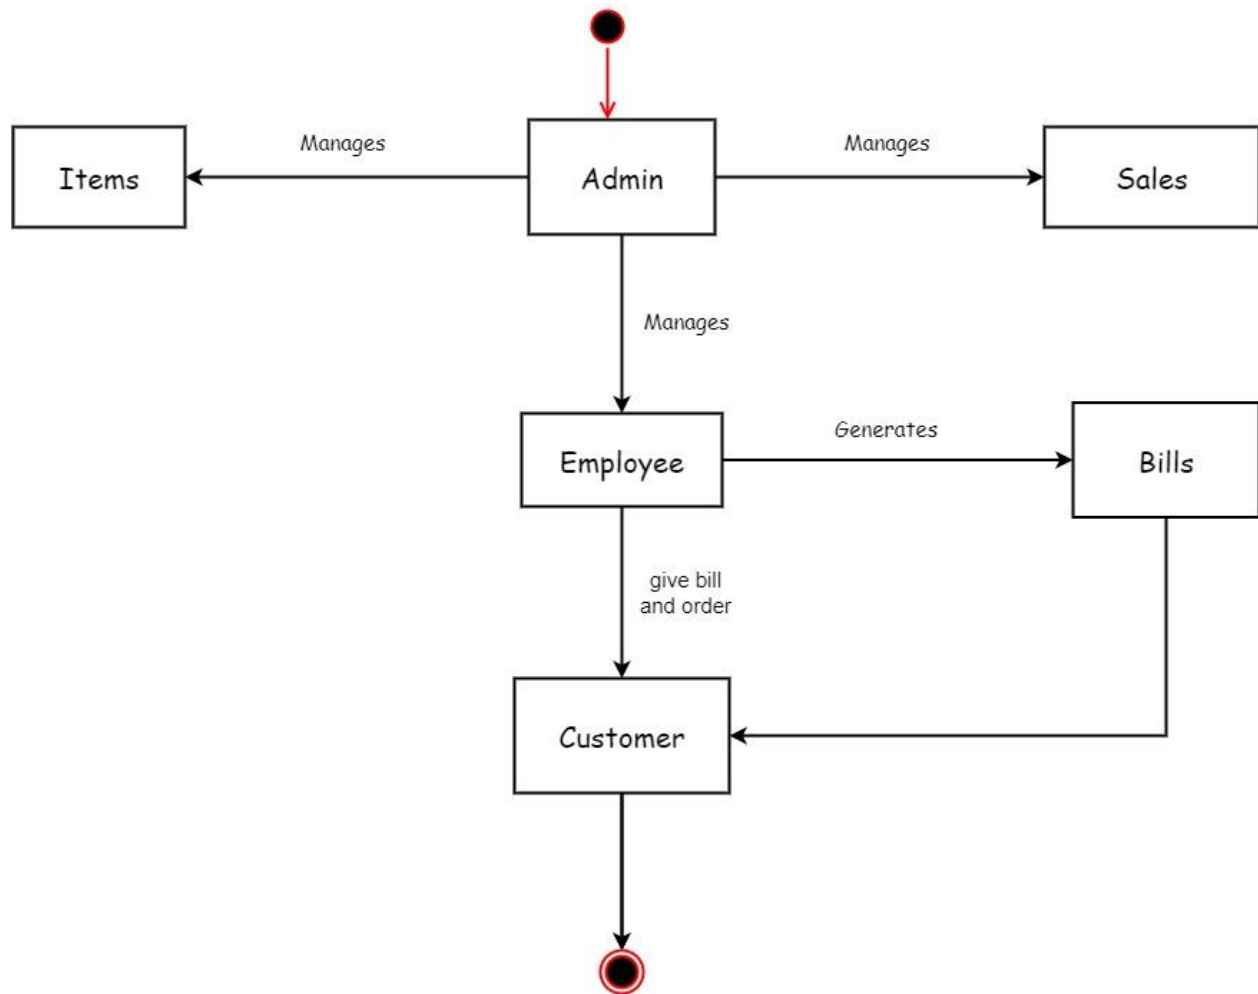 Manages
Manages
Items
Admin
Sales
Manages
Generates
Employee
Bills
give bill
and order
Customer